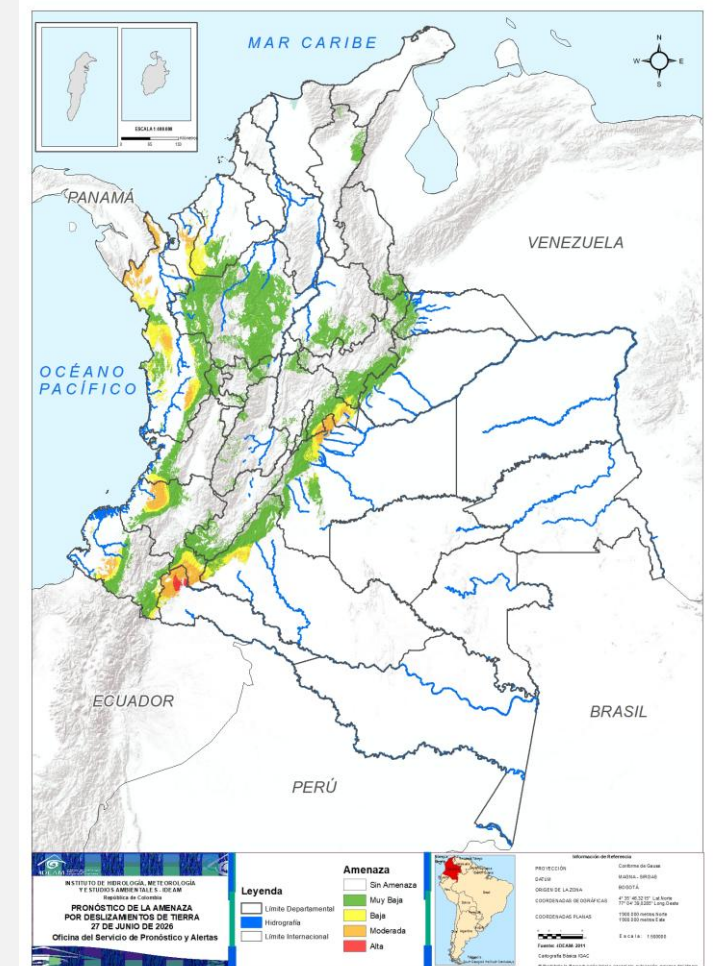 MAR CARIBE
N
W
E
S
ESCALA 1:
PANAMÁ
VENEZUELA
OCÉANO
PACÍFICO
ECUADOR
BRASIL
PERÚ
INSTITUTO DE HIDROLOGÍA, METEOROLOGÍA
Y ESTUDIOS AMBIENTALES - IDEAM
República de Colombia
PRONÓSTICO DE LA AMENAZA
POR DESLIZAMIENTOS DE TIERRA
27 DE JUNIO DE 2026
Oficina del Servicio de Pronóstico y Alertas
Leyenda
Límite Departamental
Hidrografía
Límite Internacional
Amenaza
Sin Amenaza
Muy Baja
Baja
Moderada
Alta
Información de Referencia
PROYECCIÓN Conforme de Gauss
DATUM MAGNA - SIRGAS
ORIGEN DE LA ZONA BOGOTÁ
COORDENADAS GEOGRÁFICAS
COORDENADAS PLANAS
Escala
Fuente: IDEAM 2011
Cartografía Básica IGAC